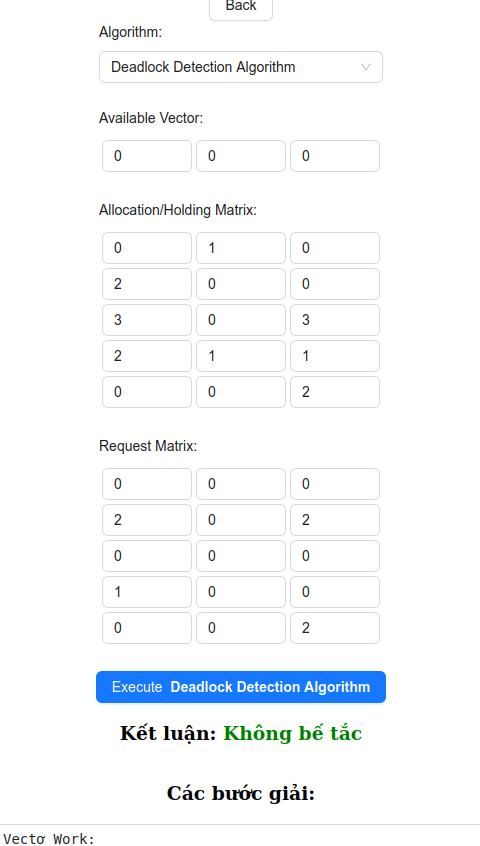 Back
Algorithm:
Deadlock Detection Algorithm
Available Vector:
0 0 0
Allocation/Holding Matrix:
0 1 0
2 0 0
3 0 3
2 1 1
0 0 2
Request Matrix:
0 0 0
2 0 2
0 0 0
1 0 0
0 0 2
Execute Deadlock Detection Algorithm
Kết luận: Không bế tắc
Các bước giải:
Vectơ Work: